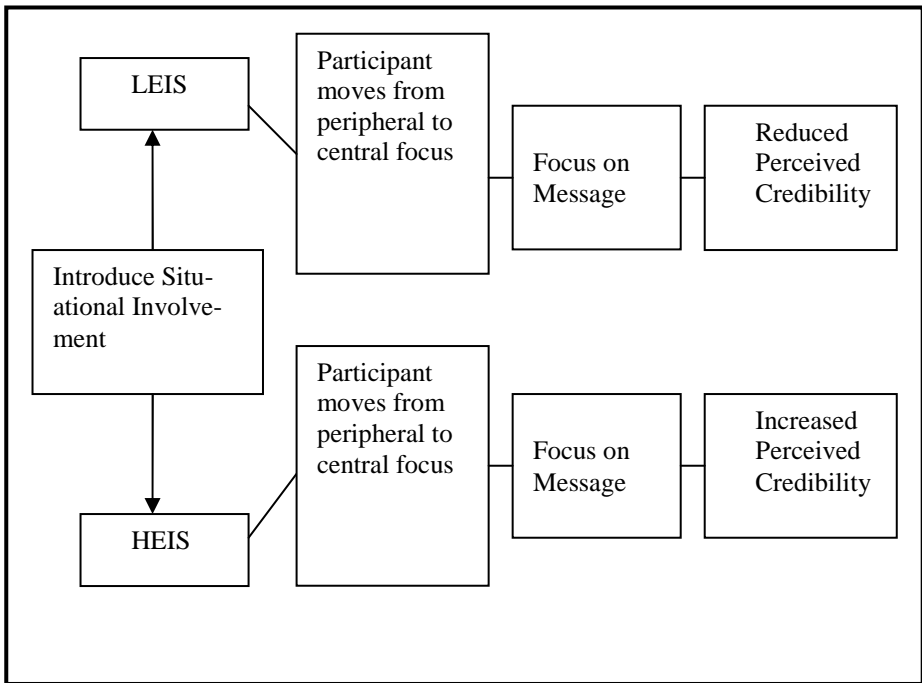 LEIS
Participant
moves from
peripheral to
central focus
Focus on
Message
Reduced
Perceived
Credibility
Introduce Situ-
ational Involve-
ment
HEIS
Participant
moves from
peripheral to
central focus
Focus on
Message
Increased
Perceived
Credibility